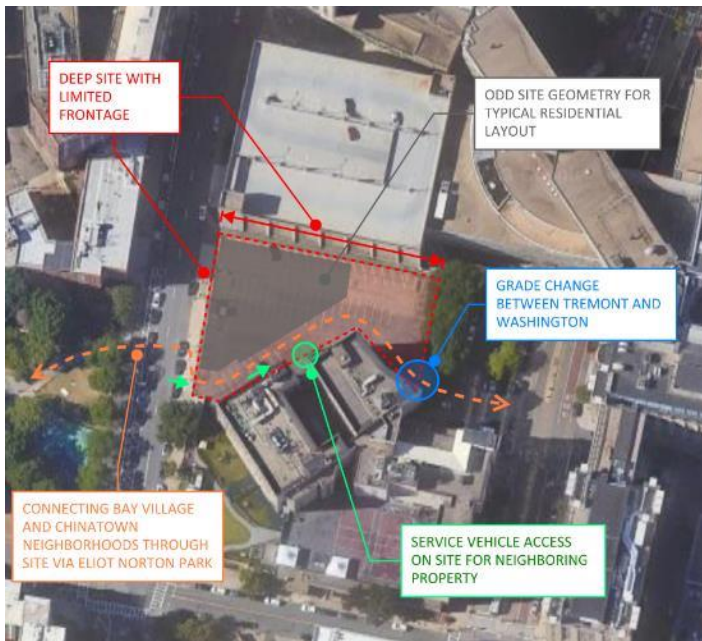 DEEP SITE WITH
LIMITED
FRONTAGE
ODD SITE GEOMETRY FOR
TYPICAL RESIDENTIAL
LAYOUT
GRADE CHANGE
BETWEEN TREMONT AND
WASHINGTON
CONNECTING BAY VILLAGE
AND CHINATOWN
NEIGHBORHOODS THROUGH
SITE VIA ELIOT NORTON PARK
SERVICE VEHICLE ACCESS
ON SITE FOR NEIGHBORING
PROPERTY